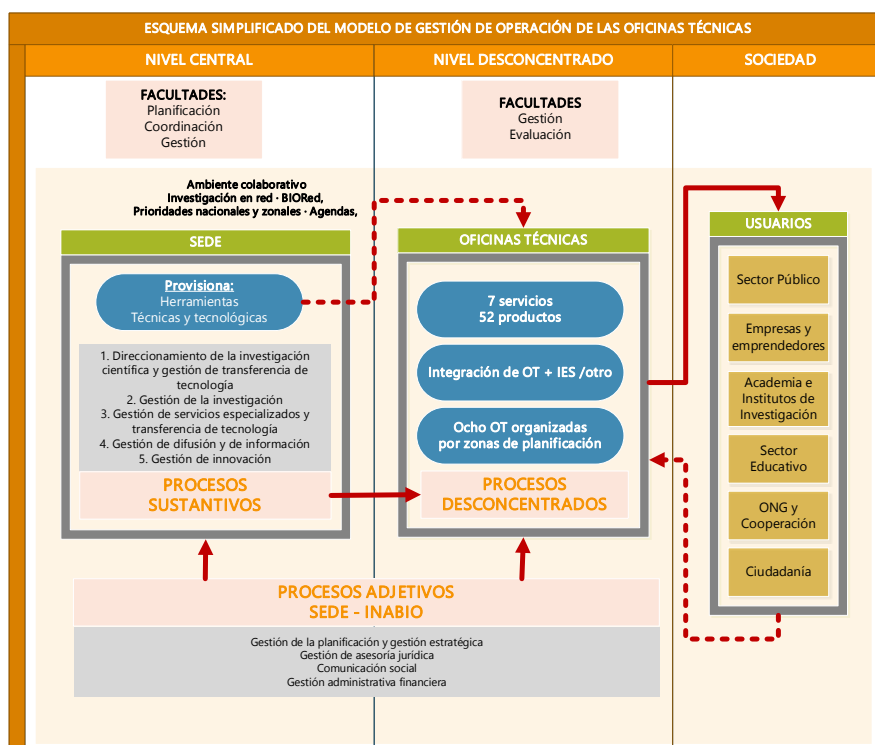 ESQUEMA SIMPLIFICADO DEL MODELO DE GESTIÓN DE OPERACIÓN DE LAS OFICINAS TÉCNICAS
NIVEL CENTRAL
NIVEL DESCONCENTRADO
SOCIEDAD
FACULTADES:
Planificación
Coordinación
Gestión
FACULTADES
Gestión
Evaluación
Ambiente colaborativo
Investigación en red · BIORed,
Prioridades nacionales y zonales · Agendas,
SEDE
Provisiona:
Herramientas
Técnicas y tecnológicas
1. Direccionamiento de la investigación
científica y gestión de transferencia de
tecnología
2. Gestión de la investigación
3. Gestión de servicios especializados y
transferencia de tecnología
4. Gestión de difusión y de información
5. Gestión de innovación
PROCESOS
SUSTANTIVOS
OFICINAS TÉCNICAS
7 servicios
52 productos
Integración de OT + IES /otro
Ocho OT organizadas
por zonas de planificación
PROCESOS
DESCONCENTRADOS
USUARIOS
Sector Público
Empresas y
emprendedores
Academia e
Institutos de
Investigación
Sector
Educativo
ONG y
Cooperación
Ciudadanía
PROCESOS ADJETIVOS
SEDE - INABIO
Gestión de la planificación y gestión estratégica
Gestión de asesoría jurídica
Comunicación social
Gestión administrativa financiera